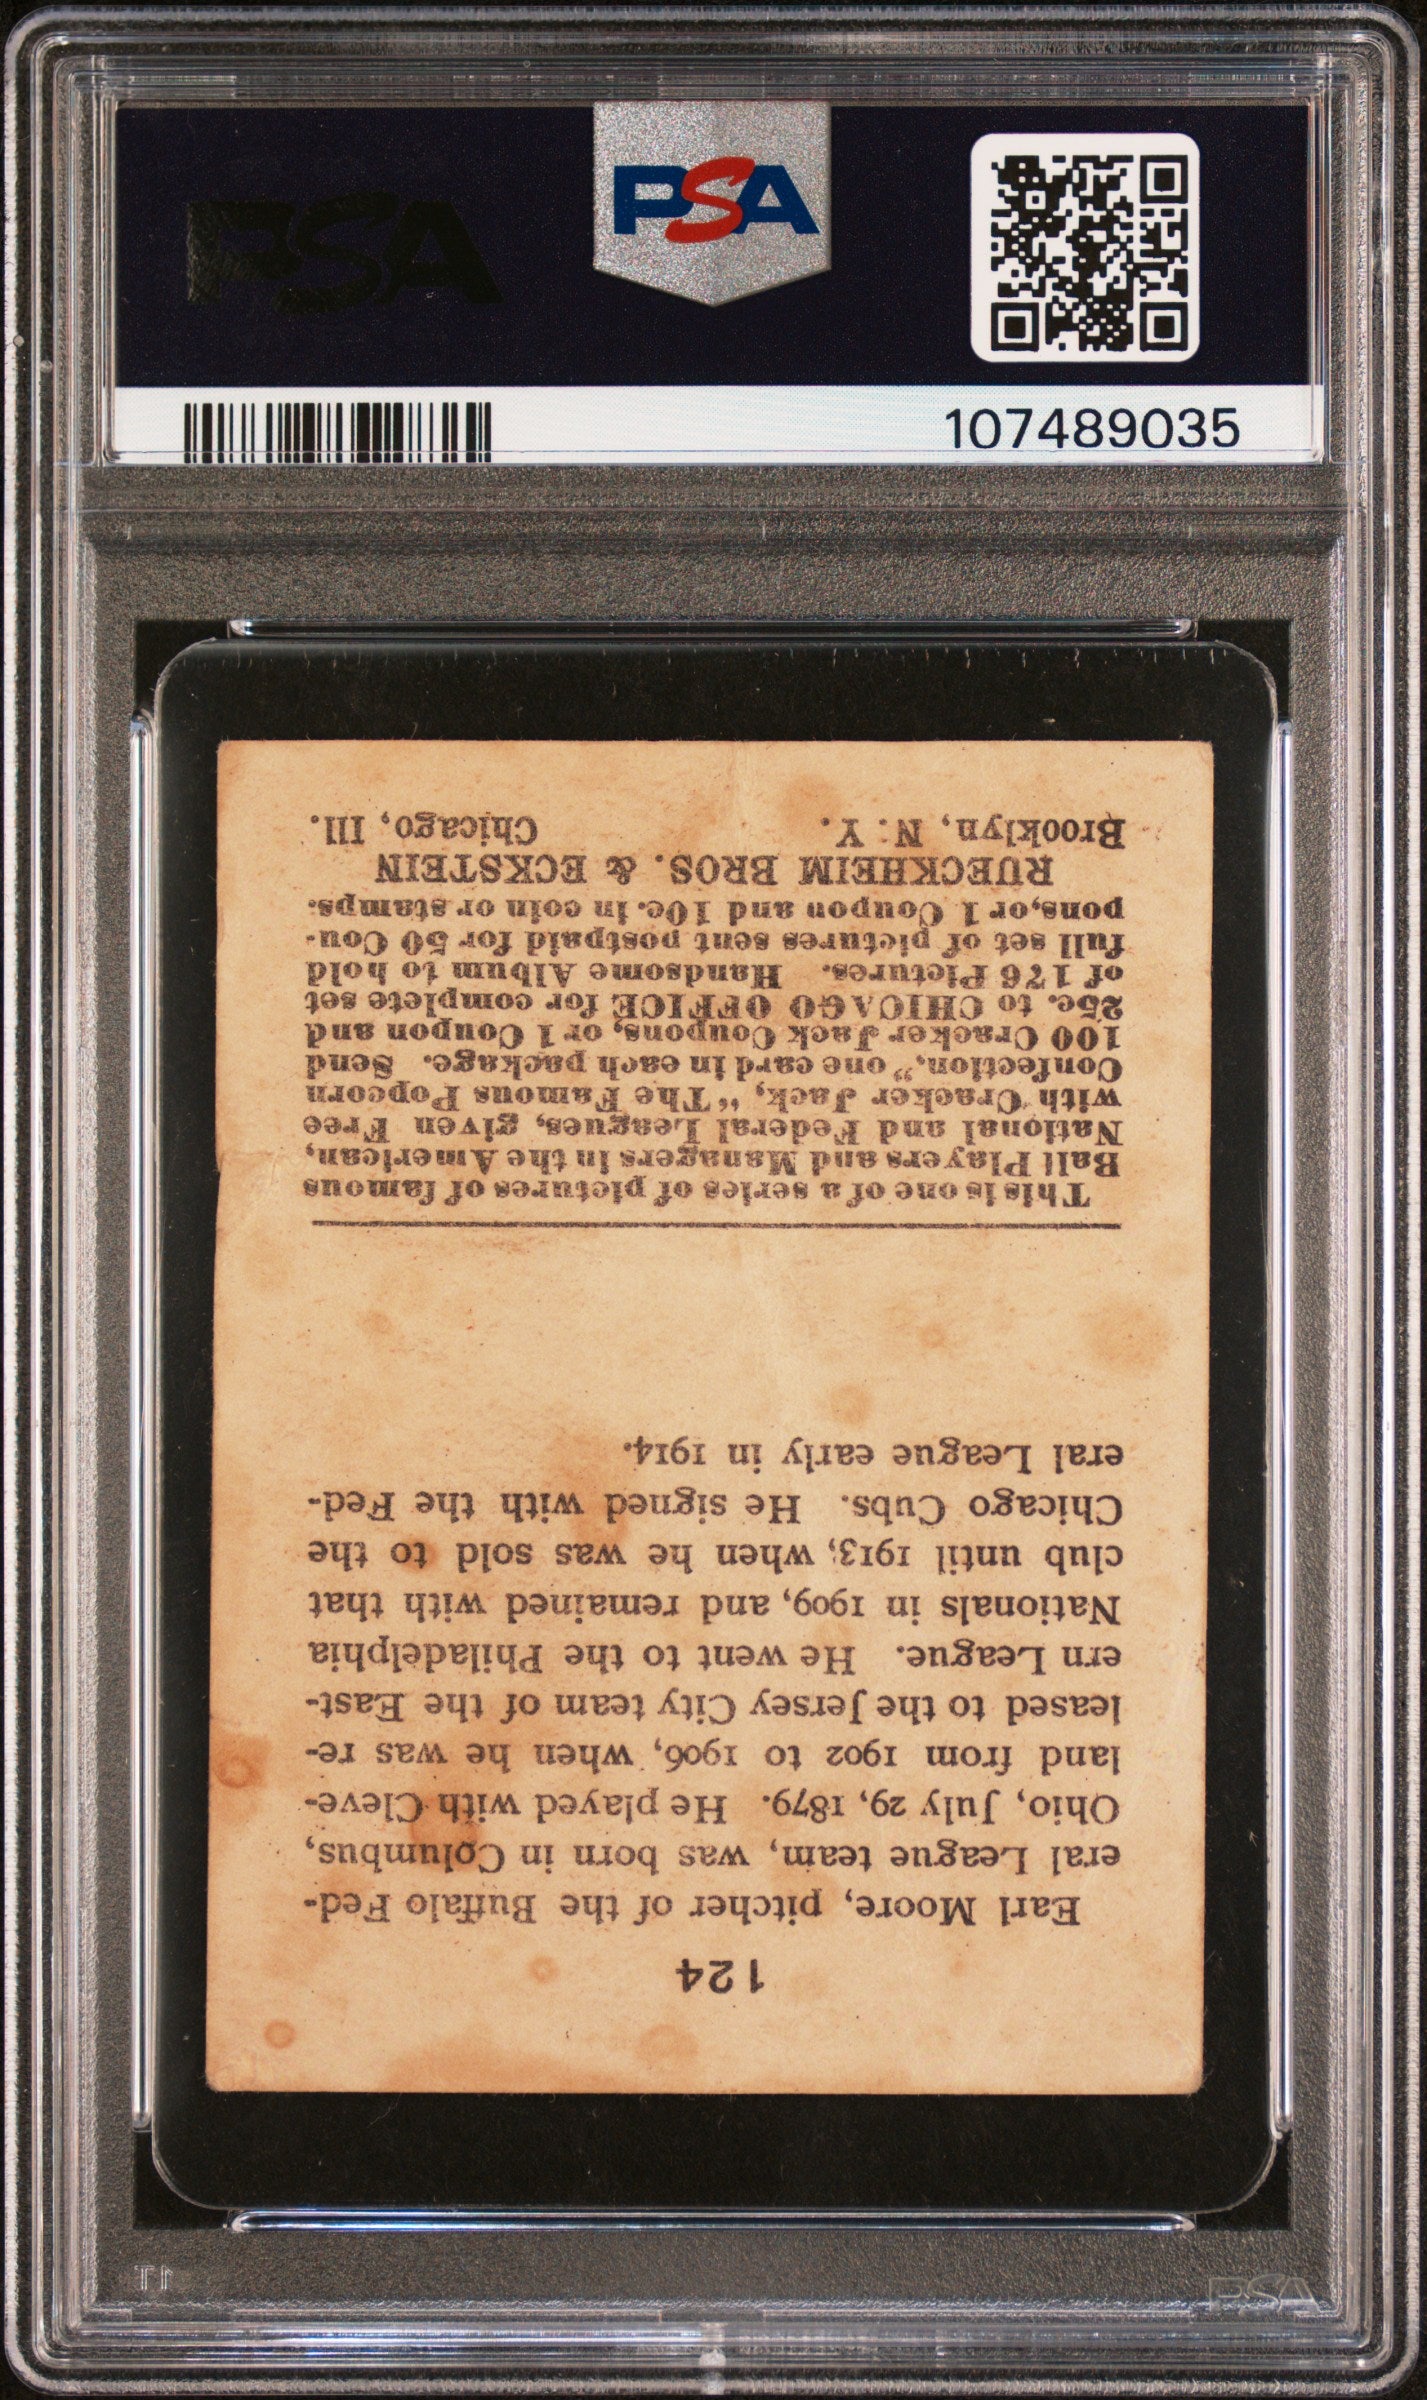 PSA
PSA
107489035
124
Earl Moore, pitcher of the Buffalo Fed-
eral League team, was born in Columbus,
Ohio, July 29, 1879. He played with Cleve-
land from 1902 to 1906, when he was re-
leased to the Jersey City team of the East-
ern League. He went to the Philadelphia
Nationals in 1909, and remained with that
club until 1913, when he was sold to the
Chicago Cubs. He signed with the Fed-
eral League early in 1914.
This is one of a series of pictures of famous
Ball Players and Managers in the American,
National and Federal Leagues, given Free
with Cracker Jack, “The Famous Popcorn
Confection,” one card in each package. Send
100 Cracker Jack Coupons, or 1 Coupon and
25c. to CHICAGO OFFICE for complete set
of 176 Pictures. Handsome Album to hold
full set of pictures sent postpaid for 50 Cou-
pons, or 1 Coupon and 10c. in coin or stamps.
RUECKHEIM BROS. & ECKSTEIN
Brooklyn, N. Y. Chicago, Ill.
1T
PSA